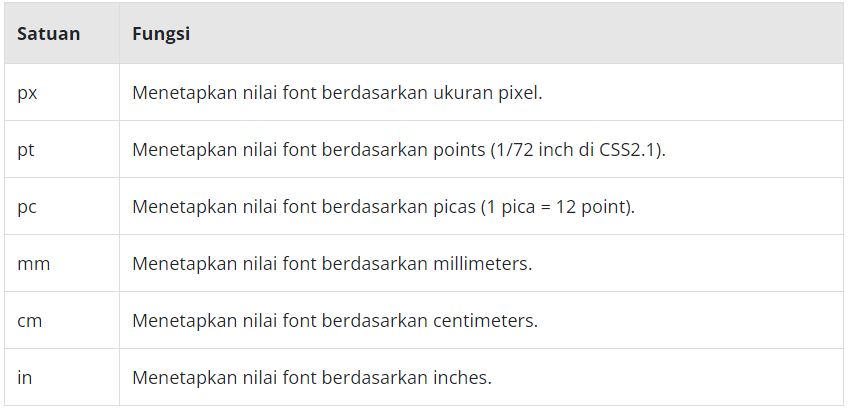 Satuan Fungsi
px Menetapkan nilai font berdasarkan ukuran pixel.
pt Menetapkan nilai font berdasarkan points (1/72 inch di CSS2.1).
pc Menetapkan nilai font berdasarkan picas (1 pica = 12 point).
mm Menetapkan nilai font berdasarkan millimeters.
cm Menetapkan nilai font berdasarkan centimeters.
in Menetapkan nilai font berdasarkan inches.